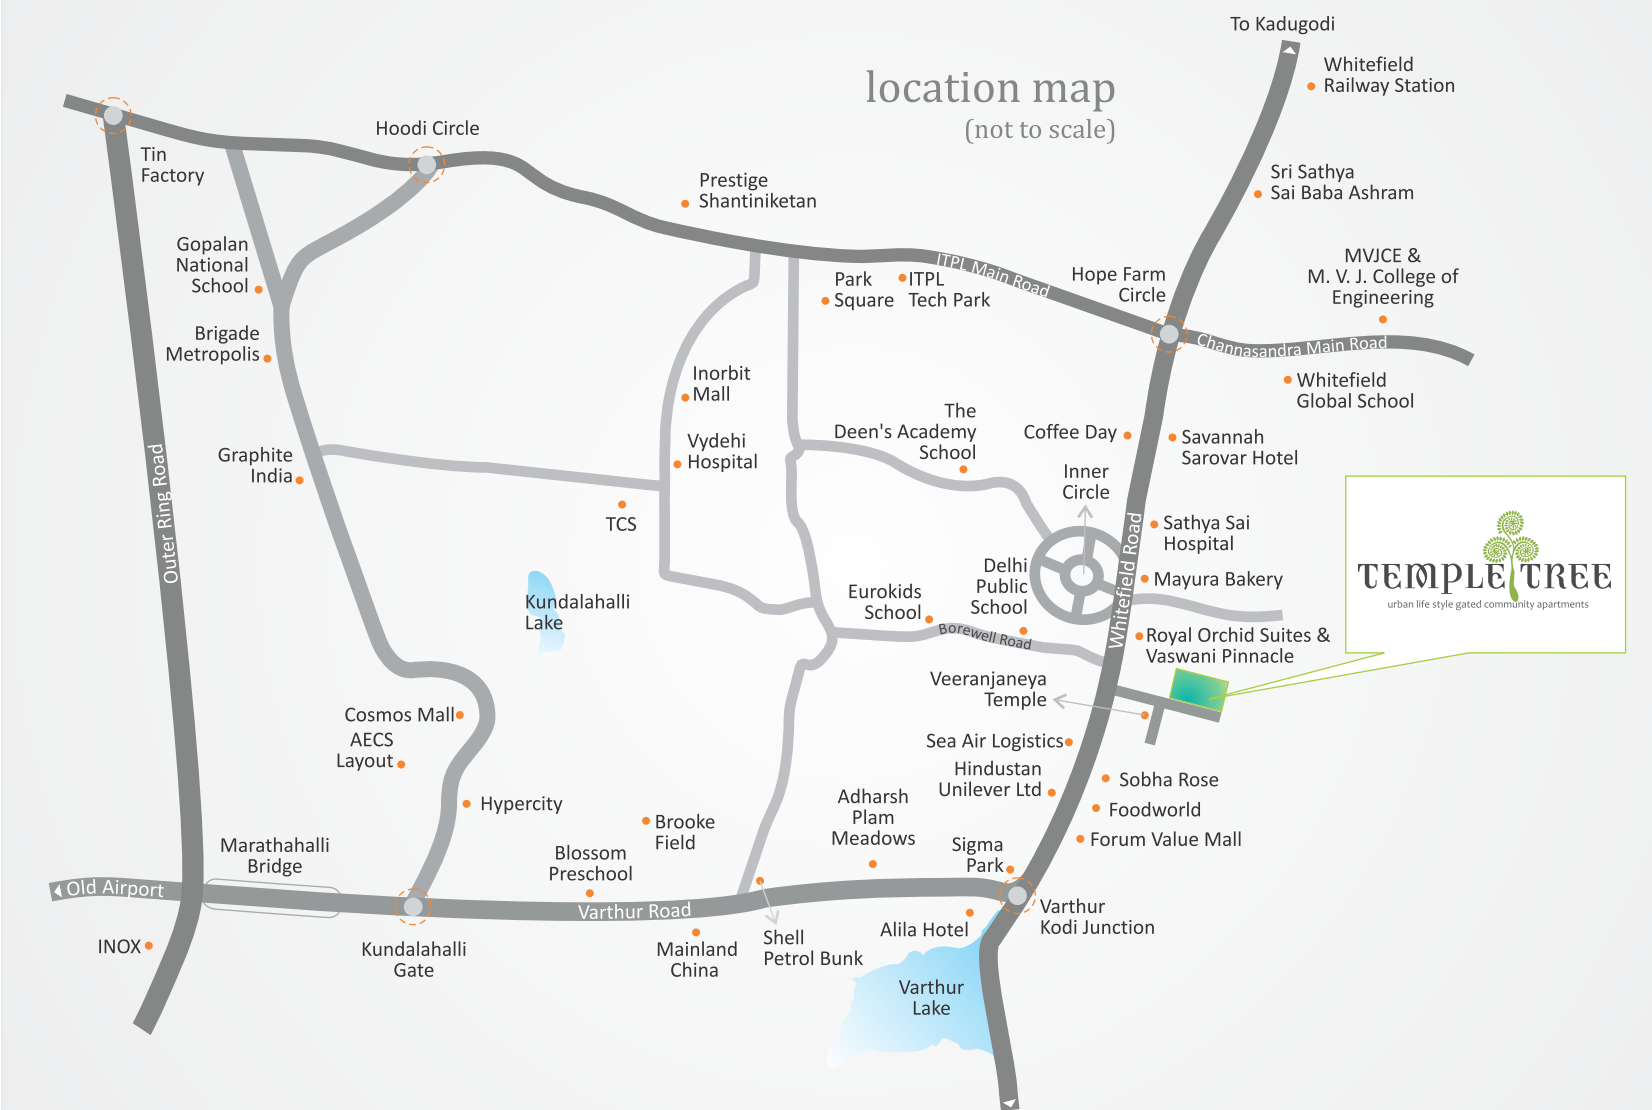 To Kadugodi
Whitefield
Railway Station
location map
(not to scale)
Hoodi Circle
Tin
Factory
Prestige
Shantiniketan
Sri Sathya
Sai Baba Ashram
Gopalan
National
School
MVJCE &
M. V. J. College of
Engineering
Park
Square
ITPL
Tech Park
ITPL Main Road
Hope Farm
Circle
Channasandra Main Road
Brigade
Metropolis
Inorbit
Mall
Whitefield
Global School
The
Deen's Academy
School
Coffee Day
Savannah
Sarovar Hotel
Vydehi
Hospital
Graphite
India
Inner
Circle
Outer Ring Road
TCS
Sathya Sai
Hospital
Whitefield Road
TEMPLE TREE
urban life style gated community apartments
Delhi
Public
School
Mayura Bakery
Kundalahalli
Lake
Eurokids
School
Borewell Road
Royal Orchid Suites &
Vaswani Pinnacle
Veeranjaneya
Temple
Cosmos Mall
AECS
Layout
Sea Air Logistics
Hindustan
Unilever Ltd
Sobha Rose
Foodworld
Forum Value Mall
Hypercity
Adharsh
Plam
Meadows
Brooke
Field
Blossom
Preschool
Sigma
Park
Marathahalli
Bridge
Old Airport
Varthur Road
Varthur
Kodi Junction
INOX
Kundalahalli
Gate
Mainland
China
Shell
Petrol Bunk
Alila Hotel
Varthur
Lake